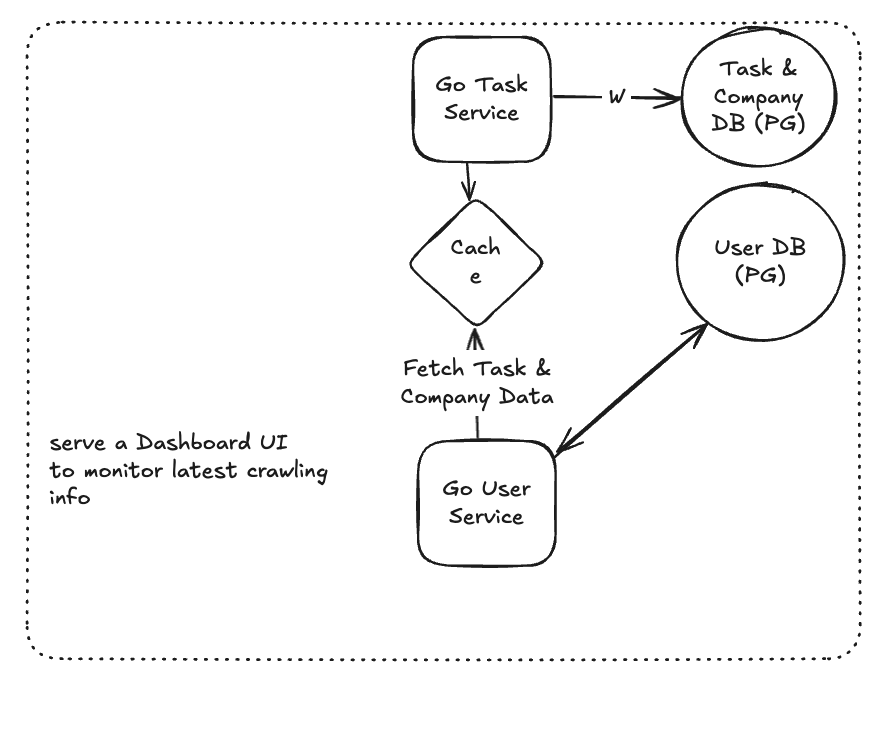 Go Task
Service
W
Task &
Company
DB (PG)
Cach
e
User DB
(PG)
Fetch Task &
Company Data
serve a Dashboard UI
to monitor latest crawling
info
Go User
Service